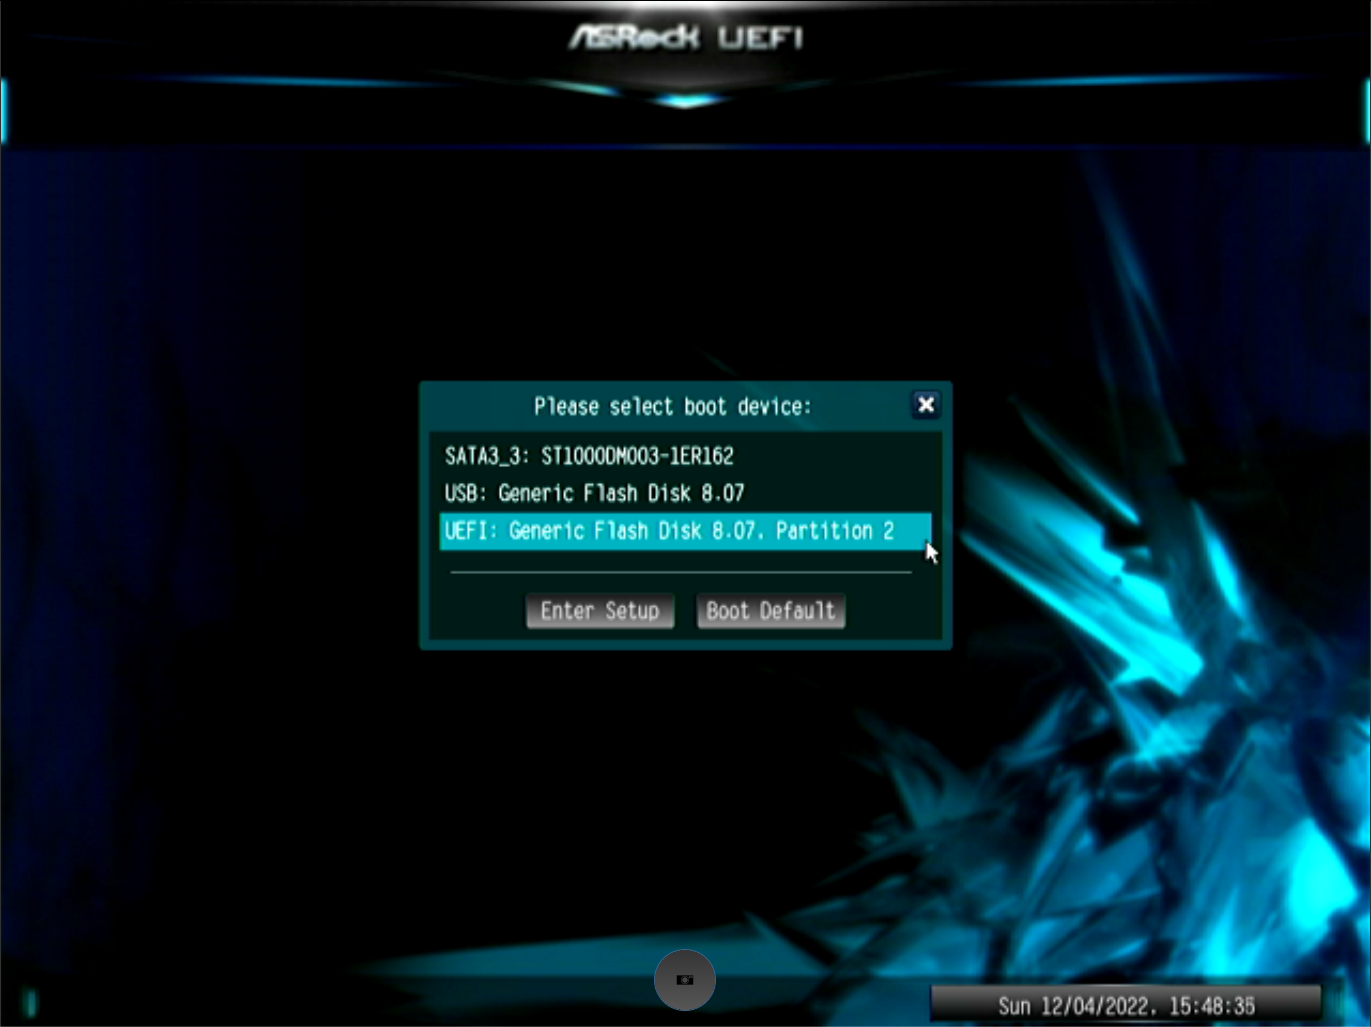 ASRock UEFI
Please select boot device:
SATA3_3: ST1000DM003-1ER162
USB: Generic Flash Disk 8.07
UEFI: Generic Flash Disk 8.07, Partition 2
Enter Setup
Boot Default
Sun 12/04/2022, 15:48:35